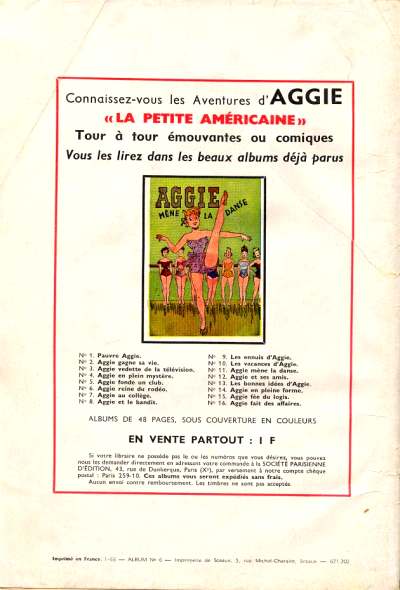 Connaissez-vous les Aventures d'AGGIE
«LA PETITE AMÉRICAINE»
Tour à tour émouvantes ou comiques
Vous les lirez dans les beaux albums déjà parus
AGGIE
MÈNE LA DANSE
N° 1. Pauvre Aggie.
N° 2. Aggie gagne sa vie.
N° 3. Aggie vedette de la télévision.
N° 4. Aggie en plein mystère.
N° 5. Aggie fonde un club.
N° 6. Aggie reine du rodéo.
N° 7. Aggie au collège.
N° 8. Aggie et le bandit.
N° 9. Les ennuis d'Aggie.
N° 10. Les vacances d'Aggie.
N° 11. Aggie mène la danse.
N° 12. Aggie et ses amis.
N° 13. Les bonnes idées d'Aggie.
N° 14. Aggie en pleine forme.
N° 15. Aggie fée du logis.
N° 16. Aggie fait des affaires.
ALBUMS DE 48 PAGES, SOUS COUVERTURE EN COULEURS
EN VENTE PARTOUT : 1 F
Si votre libraire ne possède pas le ou les numéros que vous désirez, vous pouvez
nous les demander directement en adressant votre commande à la SOCIÉTÉ PARISIENNE
D'ÉDITION, 43, rue de Dunkerque, Paris (Xe), par versement à notre compte chèque
postal : Paris 259-10. Ces albums vous seront expédiés sans frais.
Aucun envoi contre remboursement. Les timbres ne sont pas acceptés.
Imprimé en France. — ALBUM N° 6 — Imprimerie de Sceaux, 5, rue Michel-Charaire, Sceaux —